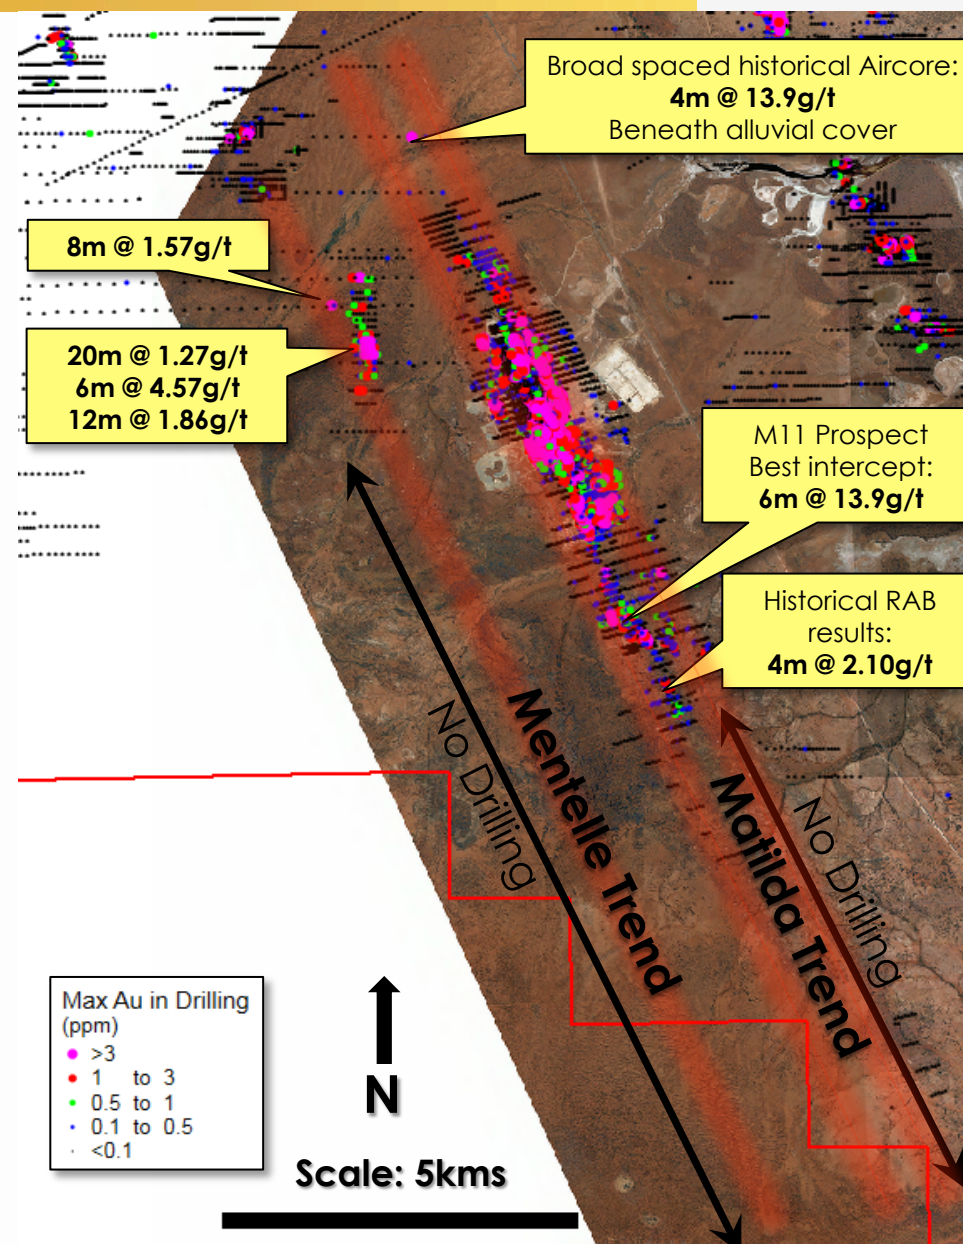 Broad spaced historical Aircore:
4m @ 13.9g/t
Beneath alluvial cover
8m @ 1.57g/t
20m @ 1.27g/t
6m @ 4.57g/t
12m @ 1.86g/t
M11 Prospect
Best intercept:
6m @ 13.9g/t
Historical RAB
results:
4m @ 2.10g/t
No Drilling
Mentelle Trend
Matilda Trend
No Drilling
Max Au in Drilling
(ppm)
>3
1 to 3
0.5 to 1
0.1 to 0.5
<0.1
N
Scale: 5kms